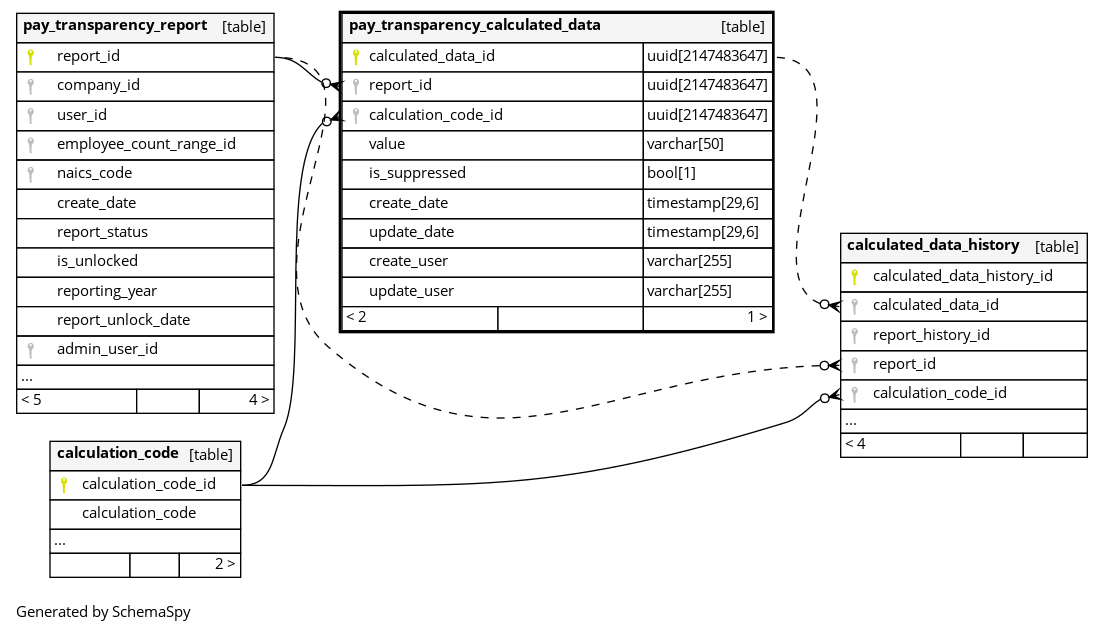 pay_transparency_report [table]
report_id
company_id
user_id
employee_count_range_id
naics_code
create_date
report_status
is_unlocked
reporting_year
report_unlock_date
admin_user_id
...
< 5 4 >
pay_transparency_calculated_data [table]
calculated_data_id uuid[2147483647]
report_id uuid[2147483647]
calculation_code_id uuid[2147483647]
value varchar[50]
is_suppressed bool[1]
create_date timestamp[29,6]
update_date timestamp[29,6]
create_user varchar[255]
update_user varchar[255]
< 2 1 >
calculated_data_history [table]
calculated_data_history_id
calculated_data_id
report_history_id
report_id
calculation_code_id
...
< 4
calculation_code [table]
calculation_code_id
calculation_code
...
2 >
Generated by SchemaSpy